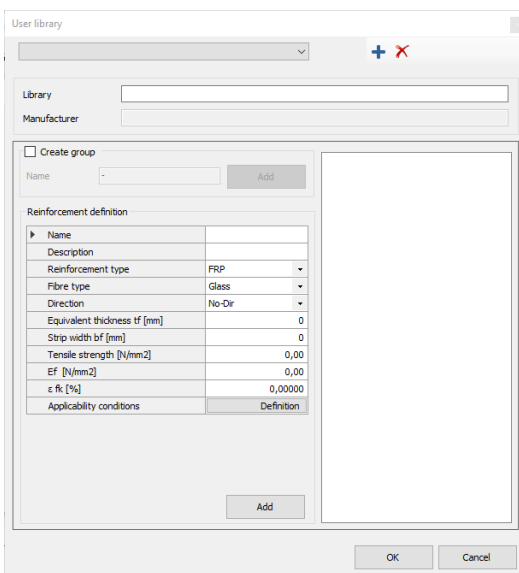 User library
Library
Manufacturer
Create group
Name - Add
Reinforcement definition
Name
Description
Reinforcement type FRP
Fibre type Glass
Direction No-Dir
Equivalent thickness tf [mm] 0
Strip width bf [mm] 0
Tensile strength [N/mm2] 0,00
Ef [N/mm2] 0,00
ε fk [%] 0,00000
Applicability conditions Definition
Add
OK Cancel